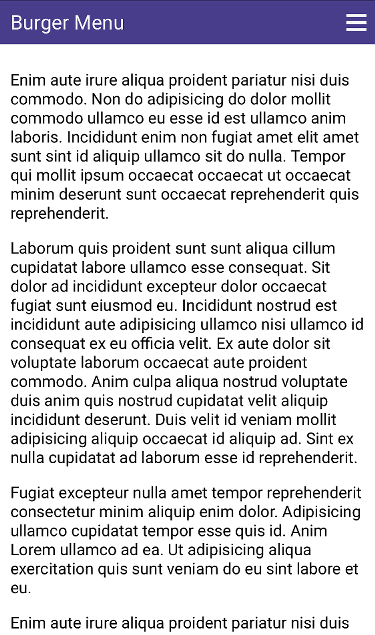 Burger Menu
Enim aute irure aliqua proident pariatur nisi duis
commodo. Non do adipisicing do dolor mollit
commodo ullamco eu esse id est ullamco anim
laboris. Incididunt enim non fugiat amet elit amet
sunt sint id aliquip ullamco sit do nulla. Tempor
qui mollit ipsum occaecat occaecat ut occaecat
minim deserunt sunt occaecat reprehenderit quis
reprehenderit.
Laborum quis proident sunt sunt aliqua cillum
cupidatat labore ullamco esse consequat. Sit
dolor ad incididunt excepteur dolor occaecat
fugiat sunt eiusmod eu. Incididunt nostrud est
incididunt aute adipisicing ullamco nisi ullamco id
consequat ex eu officia velit. Ex aute dolor sit
voluptate laborum occaecat aute proident
commodo. Anim culpa aliqua nostrud voluptate
duis anim quis nostrud cupidatat velit aliquip
incididunt deserunt. Duis velit id veniam mollit
adipisicing aliquip occaecat id aliquip ad. Sint ex
nulla cupidatat ad laborum esse id reprehenderit.
Fugiat excepteur nulla amet tempor reprehenderit
consectetur minim aliquip enim dolor. Adipisicing
ullamco cupidatat tempor esse quis id. Anim
Lorem ullamco ad ea. Ut adipisicing aliqua
exercitation quis sunt veniam do eu sint labore et
eu.
Enim aute irure aliqua proident pariatur nisi duis